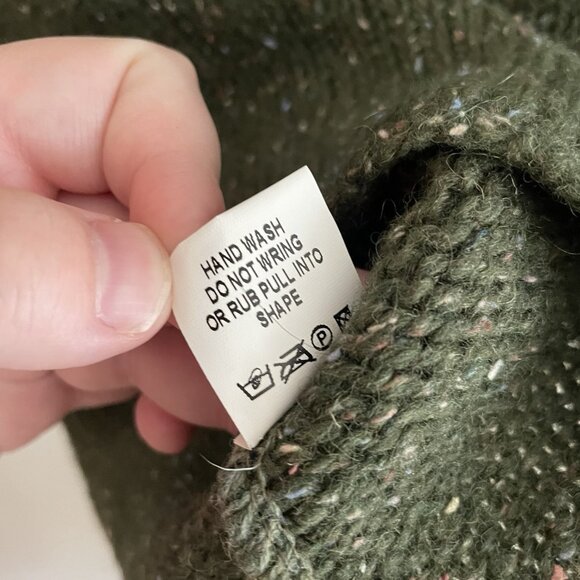 HAND WASH
DO NOT WRING
OR RUB PULL INTO
SHAPE
P